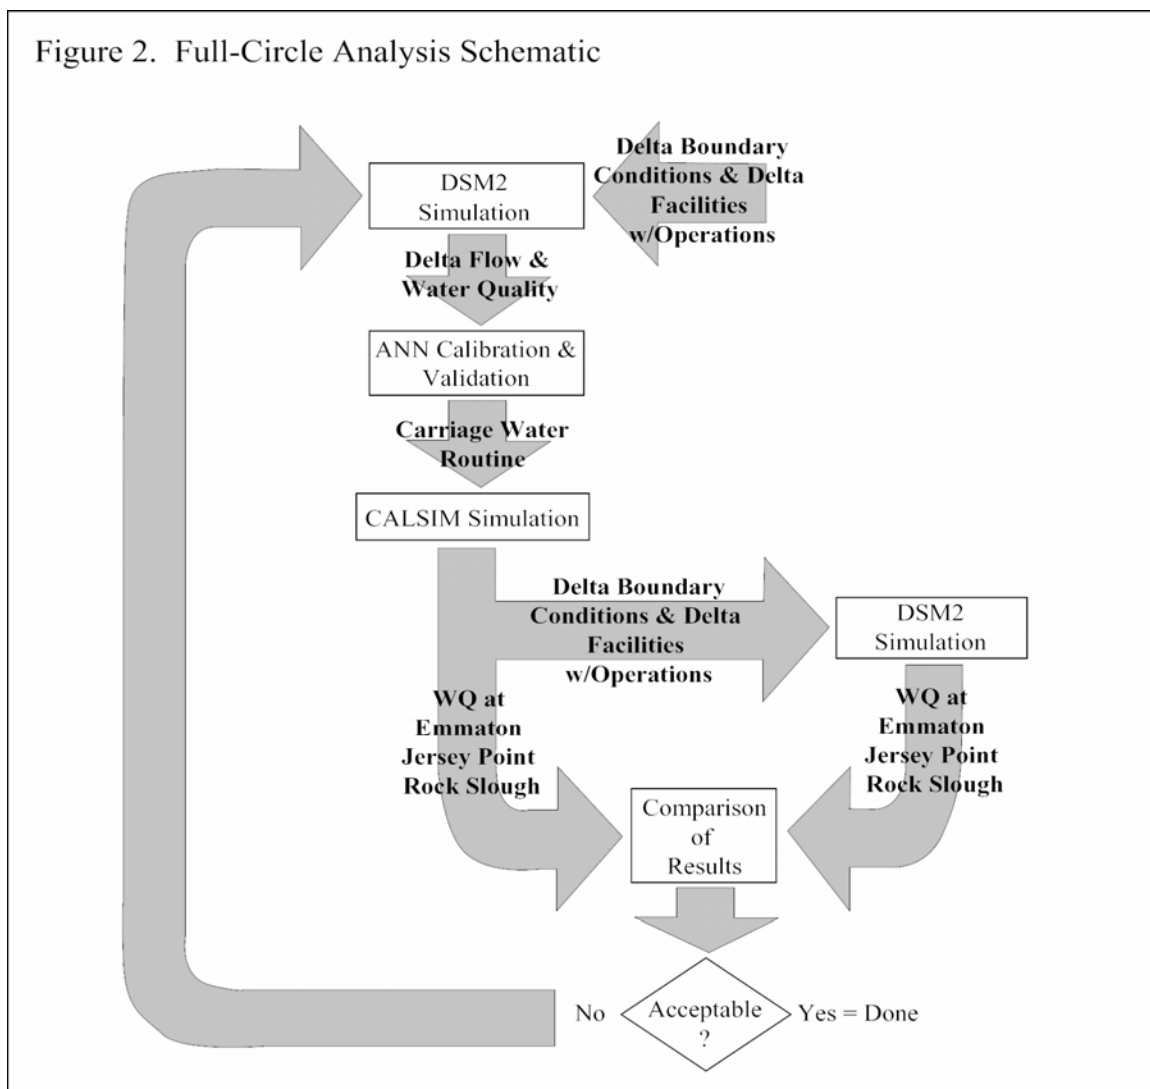 Figure 2.  Full-Circle Analysis Schematic
DSM2
Simulation
Delta Boundary
Conditions & Delta
Facilities
w/Operations
Delta Flow &
Water Quality
ANN Calibration &
Validation
Carriage Water
Routine
CALSIM Simulation
Delta Boundary
Conditions & Delta
Facilities
w/Operations
DSM2
Simulation
WQ at
Emmaton
Jersey Point
Rock Slough
WQ at
Emmaton
Jersey Point
Rock Slough
Comparison
of
Results
No
Acceptable
?
Yes = Done